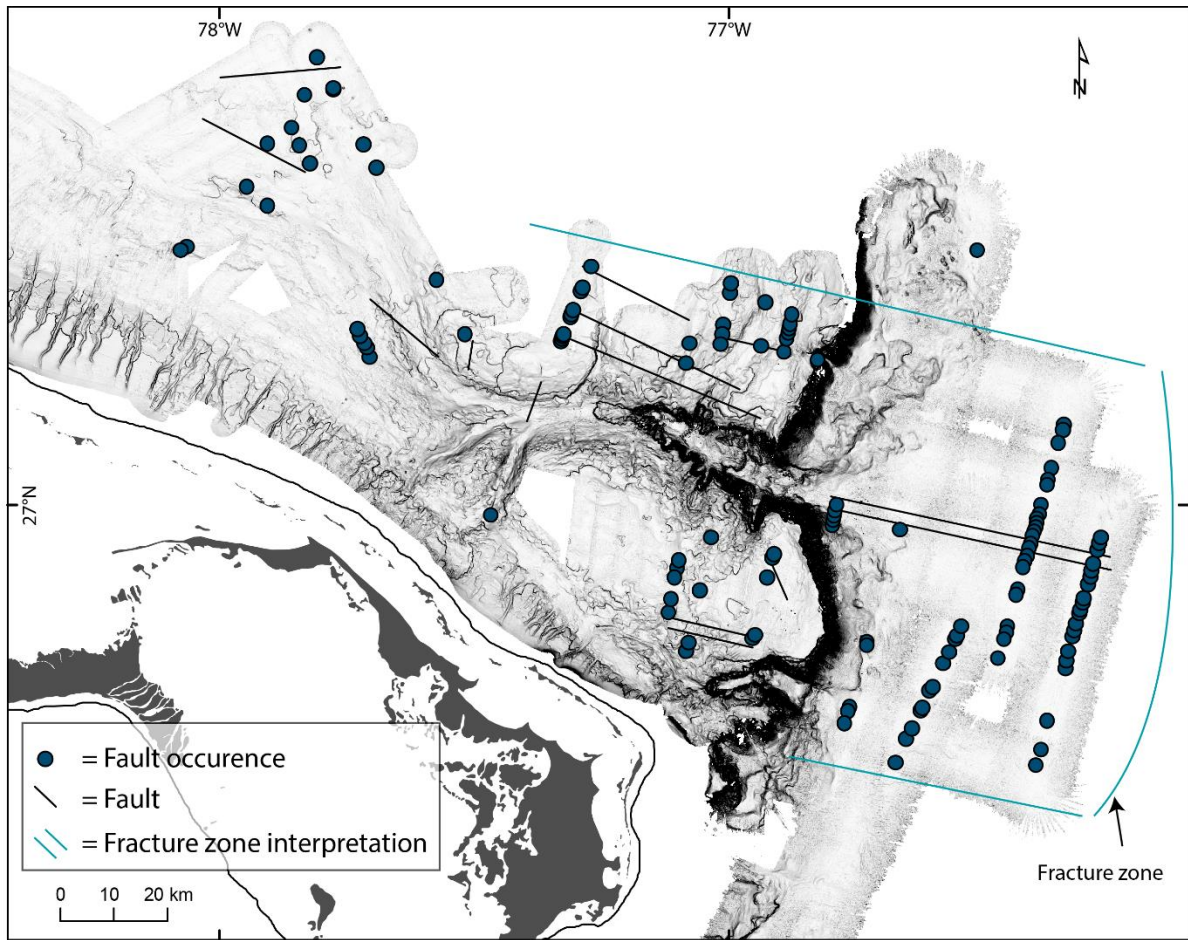 78°W
77°W
N
27°N
= Fault occurence
= Fault
= Fracture zone interpretation
0 10 20 km
Fracture zone